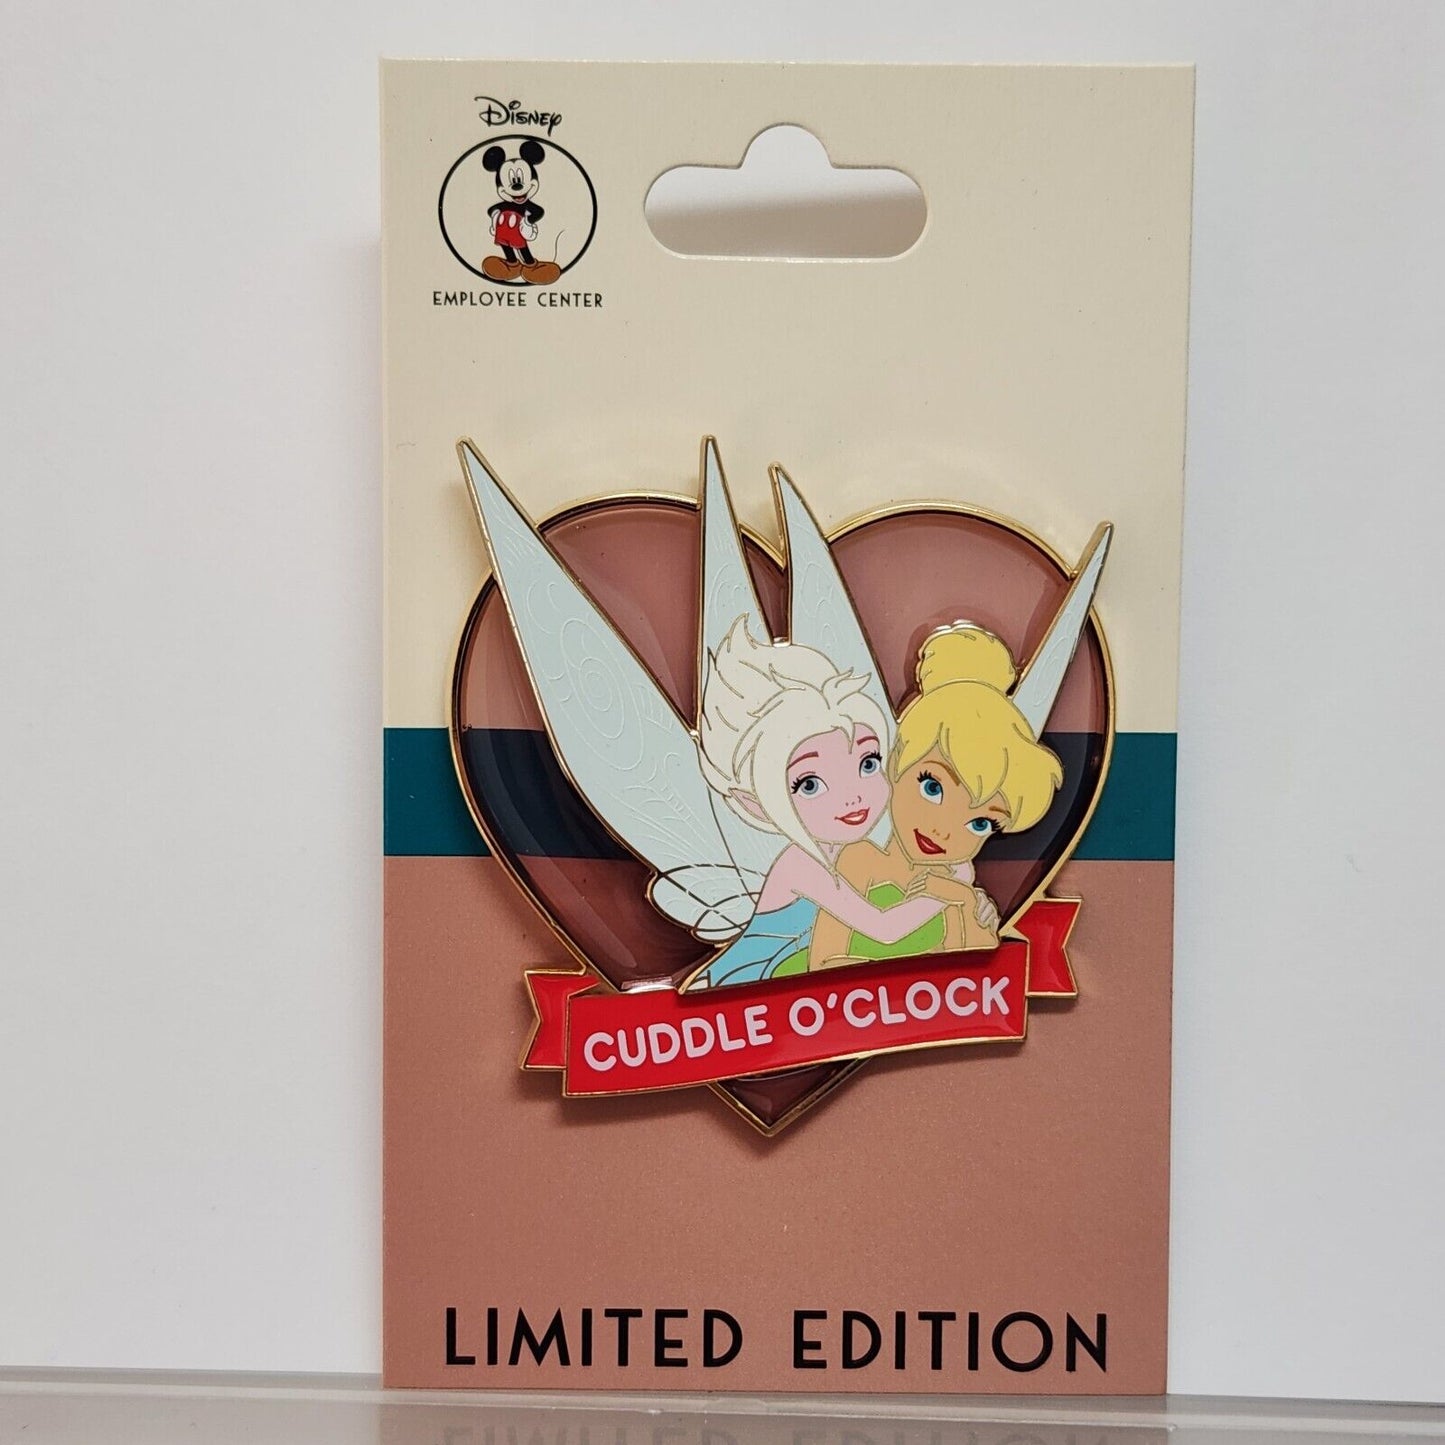 Disney
EMPLOYEE CENTER
CUDDLE O'CLOCK
LIMITED EDITION